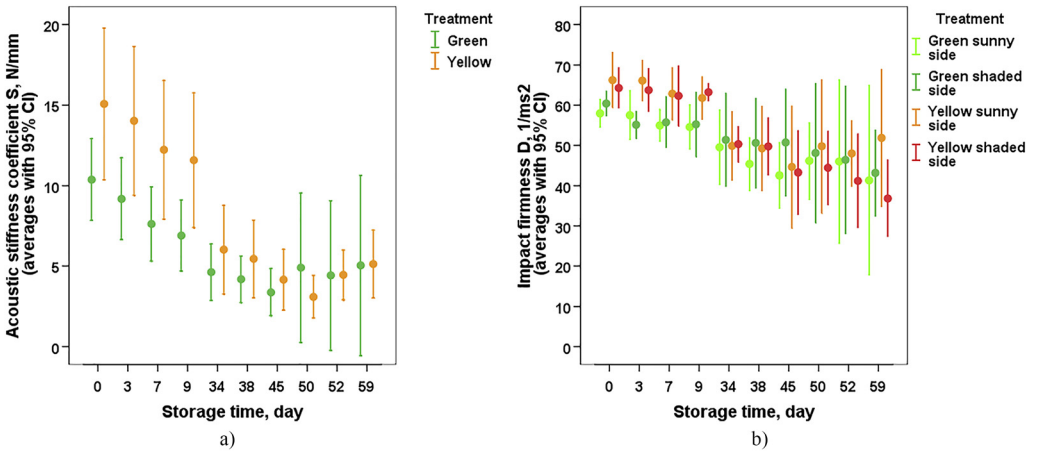 Acoustic stiffness coefficient S, N/mm
(averages with 95% CI)
20
15
10
5
0
0 3 7 9 34 38 45 50 52 59
Storage time, day
a)
Treatment
Green
Yellow
Impact firmness D, 1/ms2
(averages with 95% CI)
80
70
60
50
40
30
20
10
0
0 3 7 9 34 38 45 50 52 59
Storage time, day
b)
Treatment
Green sunny
side
Green shaded
side
Yellow sunny
side
Yellow shaded
side